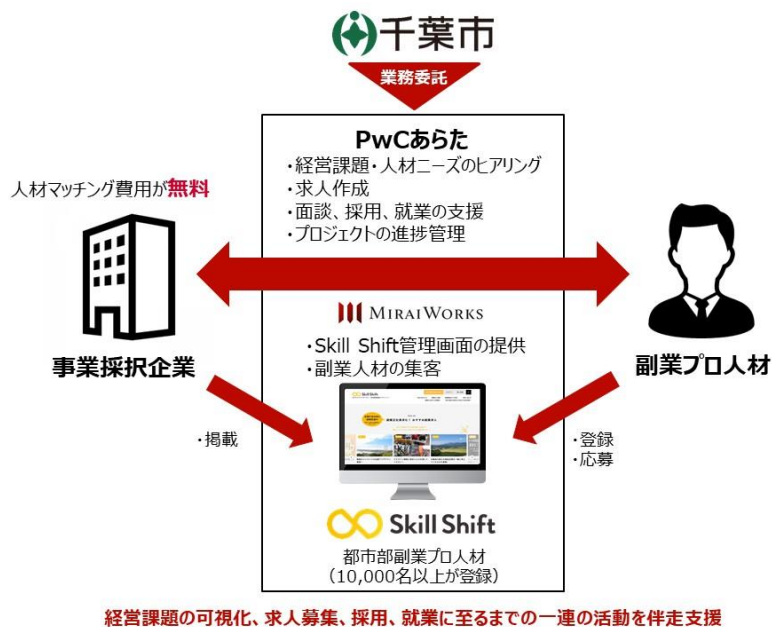 千葉市
業務委託
PwCあらた
・経営課題・人材ニーズのヒアリング
・求人作成
・面談、採用、就業の支援
・プロジェクトの進捗管理
人材マッチング費用が無料
事業採択企業
副業プロ人材
MIRAIWORKS
・Skill Shift管理画面の提供
・副業人材の集客
・掲載
・登録
・応募
Skill Shift
都市部副業プロ人材
（10,000名以上が登録）
経営課題の可視化、求人募集、採用、就業に至るまでの一連の活動を伴走支援